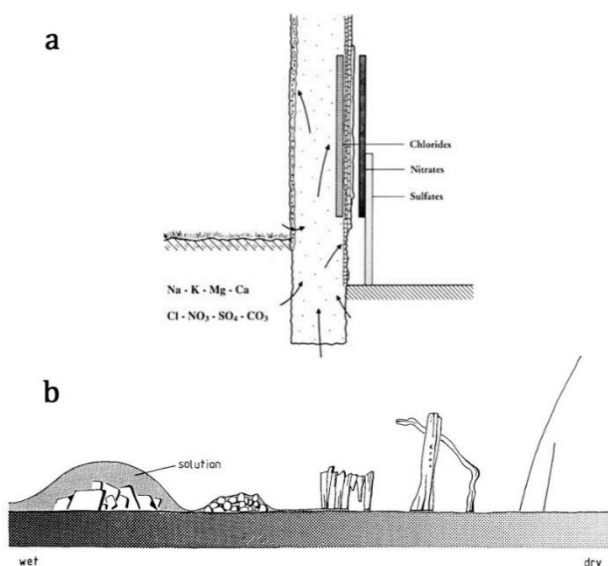 a
Chlorides
Nitrates
Sulfates
Na - K - Mg - Ca
Cl - NO₃ - SO₄ - CO₃
b
solution
wet
dry